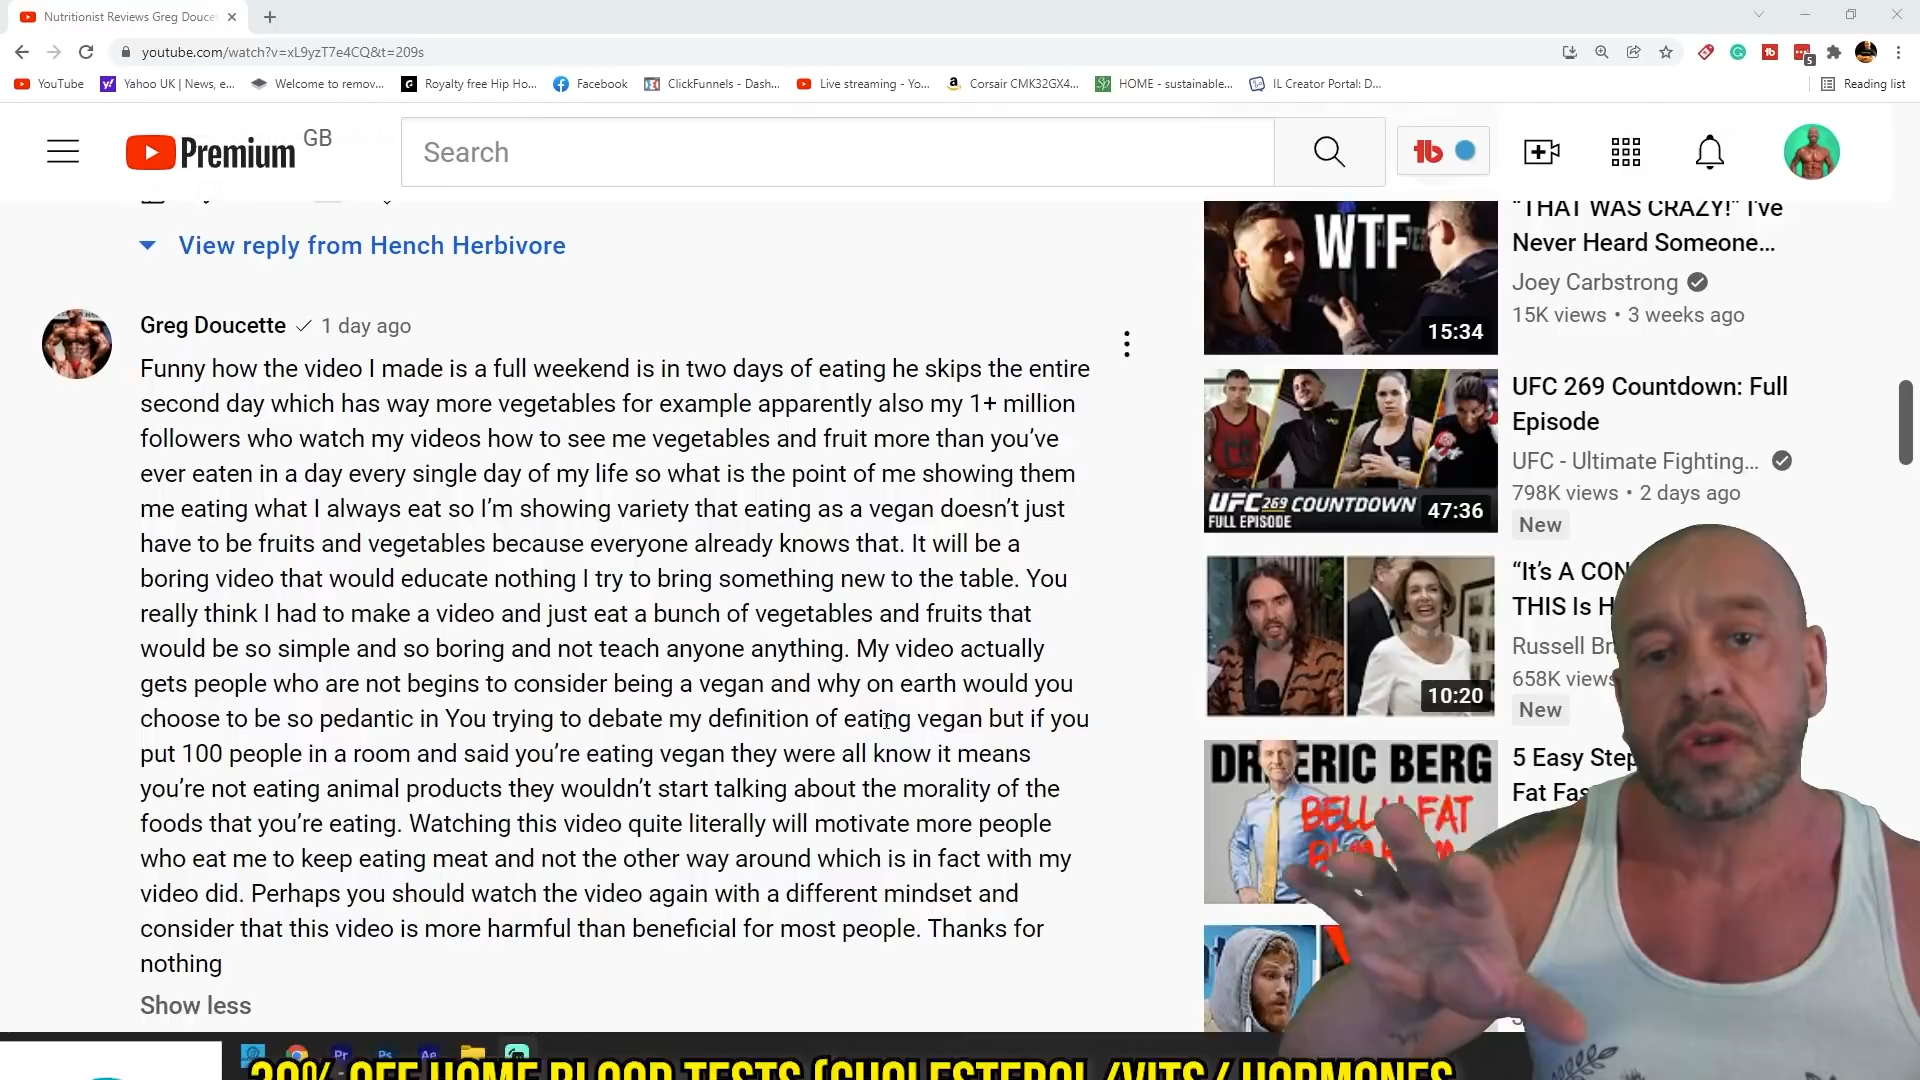 Nutritionist Reviews Greg Doucet
youtube.com/watch?v=xL9yzT7e4CQ&t=209s
5
YouTube
Yahoo UK | News, e...
Welcome to remov...
Royalty free Hip Ho...
Facebook
ClickFunnels - Dash...
Live streaming - Yo...
Corsair CMK32GX4...
HOME - sustainable...
IL Creator Portal: D...
Reading list
Premium GB
Search
tb
View reply from Hench Herbivore
Greg Doucette 1 day ago
Funny how the video I made is a full weekend is in two days of eating he skips the entire
second day which has way more vegetables for example apparently also my 1+ million
followers who watch my videos how to see me vegetables and fruit more than you’ve
ever eaten in a day every single day of my life so what is the point of me showing them
me eating what I always eat so I’m showing variety that eating as a vegan doesn’t just
have to be fruits and vegetables because everyone already knows that. It will be a
boring video that would educate nothing I try to bring something new to the table. You
really think I had to make a video and just eat a bunch of vegetables and fruits that
would be so simple and so boring and not teach anyone anything. My video actually
gets people who are not begins to consider being a vegan and why on earth would you
choose to be so pedantic in You trying to debate my definition of eating vegan but if you
put 100 people in a room and said you’re eating vegan they were all know it means
you’re not eating animal products they wouldn’t start talking about the morality of the
foods that you’re eating. Watching this video quite literally will motivate more people
who eat me to keep eating meat and not the other way around which is in fact with my
video did. Perhaps you should watch the video again with a different mindset and
consider that this video is more harmful than beneficial for most people. Thanks for
nothing
Show less
WTF
15:34
“THAT WAS CRAZY!” I’ve
Never Heard Someone...
Joey Carbstrong
15K views • 3 weeks ago
UFC 269 COUNTDOWN
FULL EPISODE
47:36
UFC 269 Countdown: Full
Episode
UFC - Ultimate Fighting...
798K views • 2 days ago
New
10:20
“It’s A CON
THIS Is H
Russell Br
658K views
New
DR. ERIC BERG
BELLY FAT
5 Easy Step
Fat Fas
Pr
Ps
Ae
30% OFF HOME BLOOD TESTS (CHOLESTEROL/VITS/HORMONES